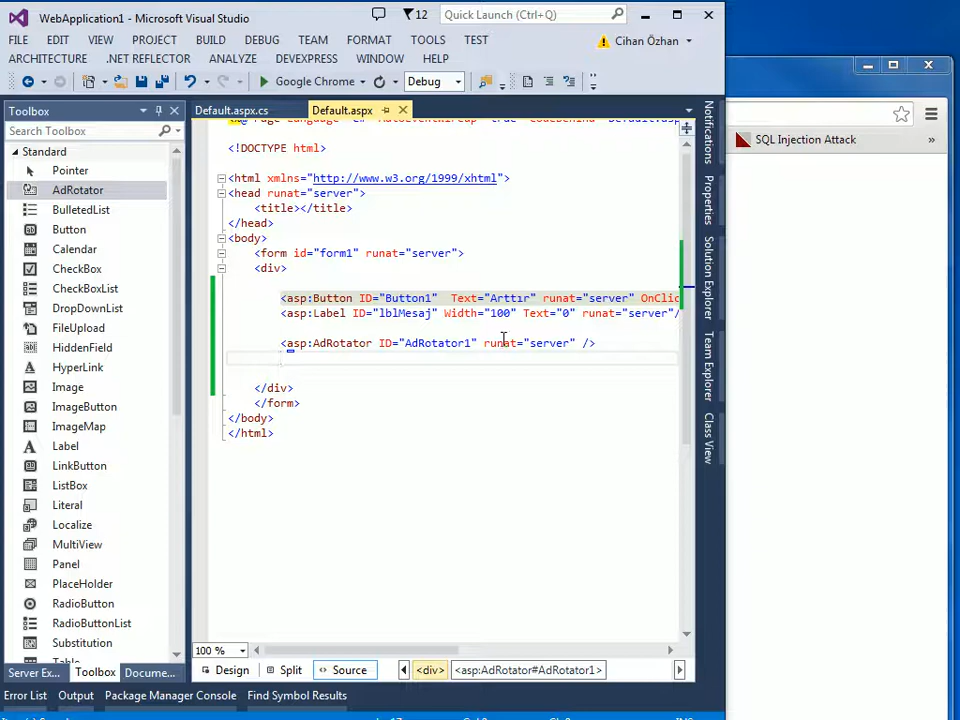 WebApplication1 - Microsoft Visual Studio
12
Quick Launch (Ctrl+Q)
FILE EDIT VIEW PROJECT BUILD DEBUG TEAM FORMAT TOOLS TEST
Cihan Özhan
ARCHITECTURE .NET REFLECTOR ANALYZE DEVEXPRESS WINDOW HELP
Google Chrome
Debug
Toolbox
Default.aspx.cs
Default.aspx
Search Toolbox
Standard
Pointer
AdRotator
BulletedList
Button
Calendar
CheckBox
CheckBoxList
DropDownList
FileUpload
HiddenField
HyperLink
Image
ImageButton
ImageMap
Label
LinkButton
ListBox
Literal
Localize
MultiView
Panel
PlaceHolder
RadioButton
RadioButtonList
Substitution
Server Ex... Toolbox Docume...
<!DOCTYPE html>
<html xmlns="http://www.w3.org/1999/xhtml">
<head runat="server">
<title></title>
</head>
<body>
<form id="form1" runat="server">
<div>
<asp:Button ID="Button1" Text="Arttır" runat="server" OnClic
<asp:Label ID="lblMesaj" Width="100" Text="0" runat="server"/
<asp:AdRotator ID="AdRotator1" runat="server" />
</div>
</form>
</body>
</html>
100 %
Design Split Source <div> <asp:AdRotator#AdRotator1>
Error List Output Package Manager Console Find Symbol Results
Notifications
Properties
Solution Explorer
Team Explorer
Class View
SQL Injection Attack
»